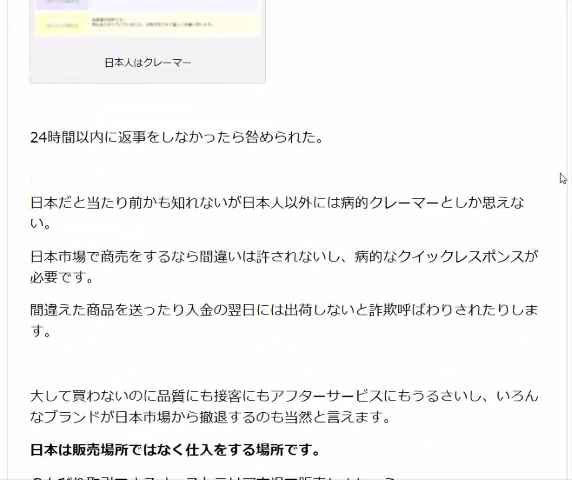 日本人はクレーマー
24時間以内に返事をしなかったら咎められた。
日本だと当たり前かも知れないが日本人以外には病的クレーマーとしか思えな
い。
日本市場で商売をするなら間違いは許されないし、病的なクイックレスポンスが
必要です。
間違えた商品を送ったり入金の翌日には出荷しないと詐欺呼ばわりされたりしま
す。
大して買わないのに品質にも接客にもアフターサービスにもうるさいし、いろん
なブランドが日本市場から撤退するのも当然と言えます。
日本は販売場所ではなく仕入をする場所です。